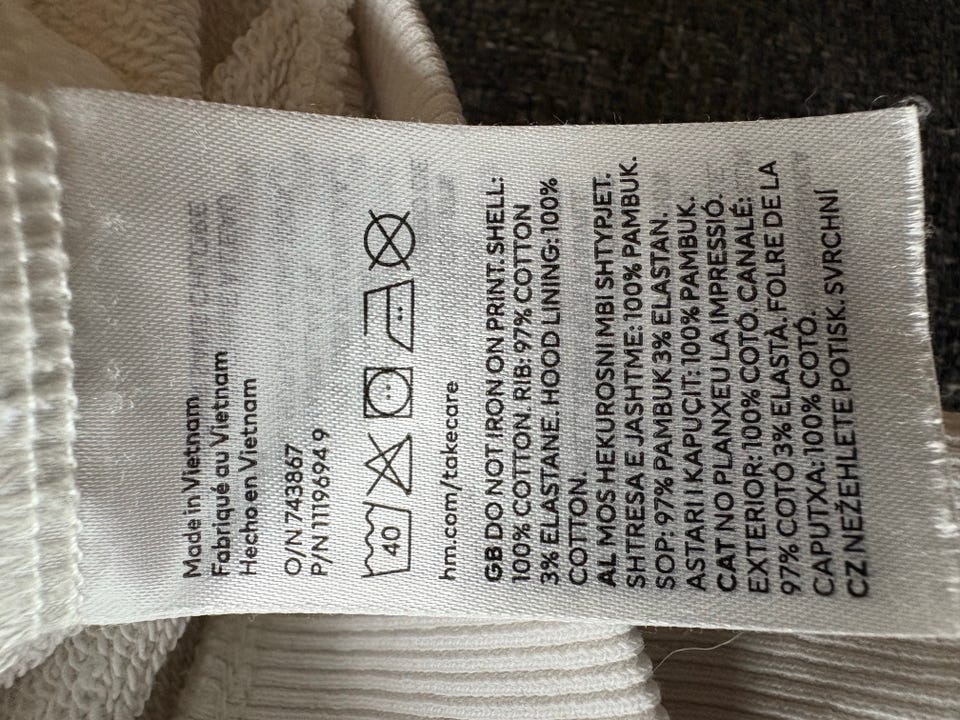 Made in Vietnam
Fabriqué au Vietnam
Hecho en Vietnam
O/N 743867
P/N 11196949
40
hm.com/takecare
GB DO NOT IRON ON PRINT. SHELL:
100% COTTON. RIB: 97% COTTON
3% ELASTANE. HOOD LINING: 100%
COTTON.
AL MOS HEKUROSNI MBI SHTYPJET.
SHTRESA E JASHTME: 100% PAMBUK.
SOP: 97% PAMBUK 3% ELASTAN.
ASTARI I KAPUÇIT: 100% PAMBUK.
CAT NO PLANXEU LA IMPRESSIÓ.
EXTERIOR: 100% COTÓ. CANALÉ:
97% COTÓ 3% ELASTÀ. FOLRE DE LA
CAPUTXA: 100% COTÓ.
CZ NEŽEHLETE POTISK. SVRCHNÍ